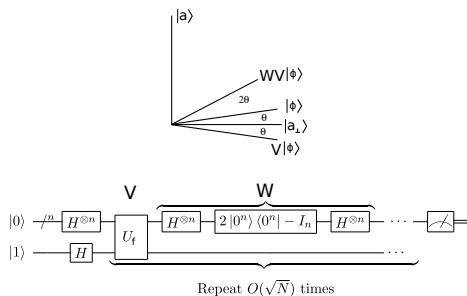 |a⟩
WV|ϕ⟩
2θ
|ϕ⟩
θ
|a⊥⟩
θ
V|ϕ⟩
V W
|0⟩ /n H⊗n H⊗n 2|0n⟩⟨0n| − In H⊗n ···
Uf
|1⟩ H ···
Repeat O(√N) times